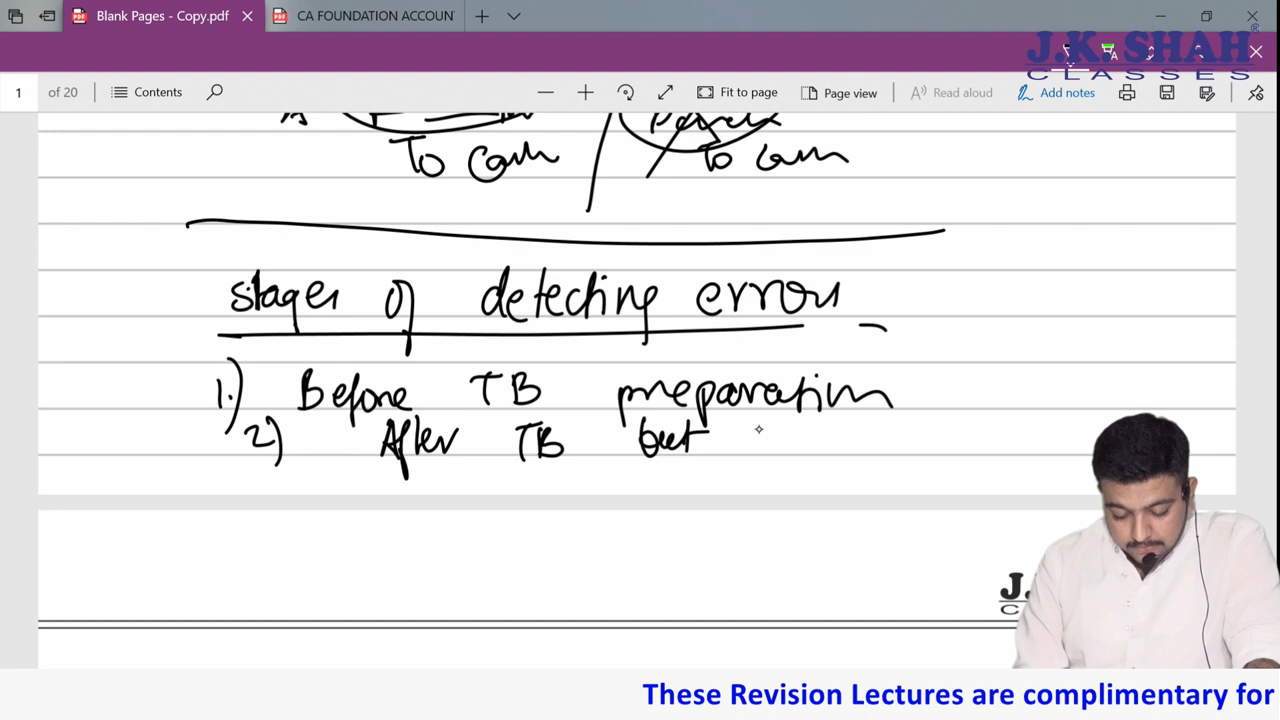 Blank Pages - Copy.pdf
CA FOUNDATION ACCOUN
J.K. SHAH®
CLASSES
1 of 20 Contents Fit to page Page view Read aloud Add notes
To Cash To Cash
Stages of detecting errors
1.) Before TB preparation
2) After TB but
J.
C
These Revision Lectures are complimentary for